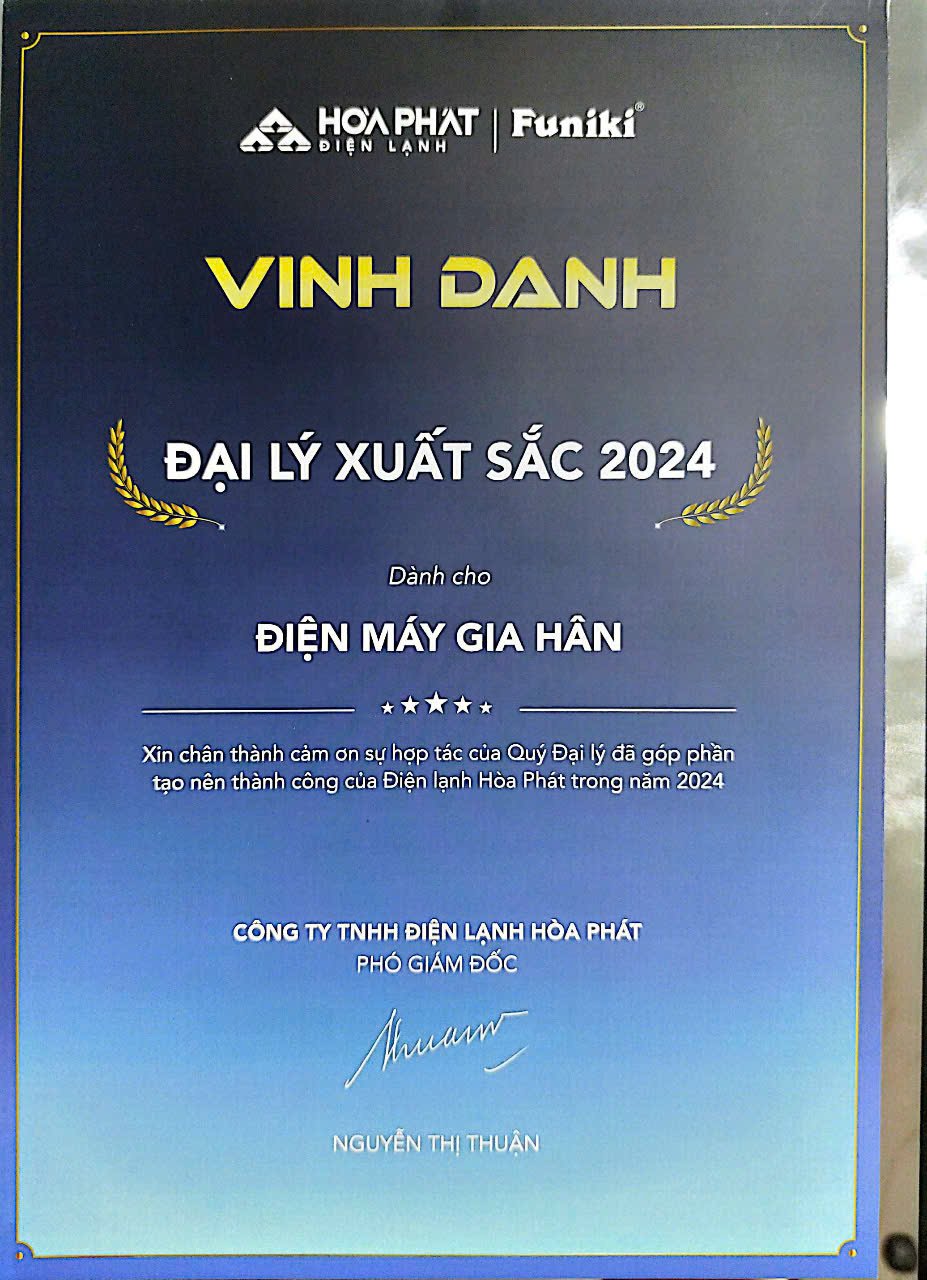 HÒA PHÁT
ĐIỆN LẠNH
Funiki®
VINH DANH
ĐẠI LÝ XUẤT SẮC 2024
Dành cho
ĐIỆN MÁY GIA HÂN
Xin chân thành cảm ơn sự hợp tác của Quý Đại lý đã góp phần
tạo nên thành công của Điện lạnh Hòa Phát trong năm 2024
CÔNG TY TNHH ĐIỆN LẠNH HÒA PHÁT
PHÓ GIÁM ĐỐC
NGUYỄN THỊ THUẬN